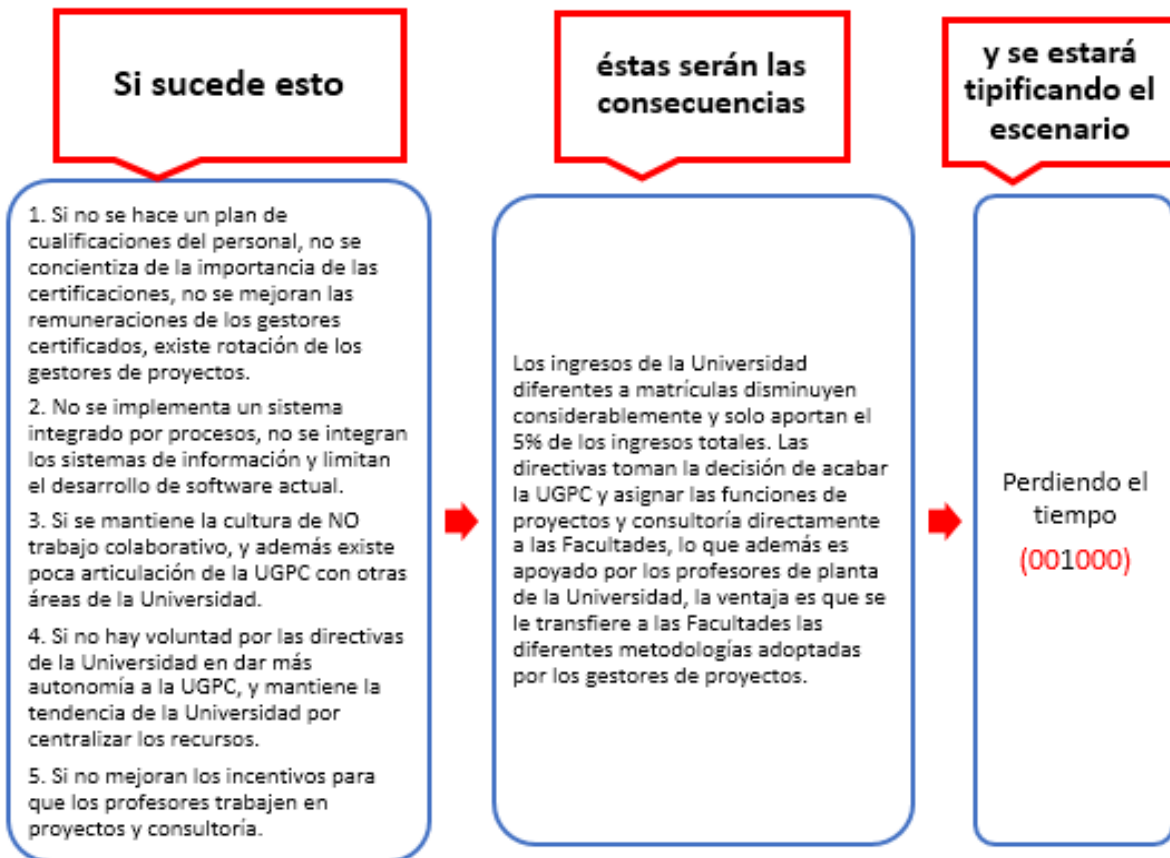 Si sucede esto
1. Si no se hace un plan de
cualificaciones del personal, no se
concientiza de la importancia de las
certificaciones, no se mejoran las
remuneraciones de los gestores
certificados, existe rotación de los
gestores de proyectos.
2. No se implementa un sistema
integrado por procesos, no se integran
los sistemas de información y limitan
el desarrollo de software actual.
3. Si se mantiene la cultura de NO
trabajo colaborativo, y además existe
poca articulación de la UGPC con otras
áreas de la Universidad.
4. Si no hay voluntad por las directivas
de la Universidad en dar más
autonomía a la UGPC, y mantiene la
tendencia de la Universidad por
centralizar los recursos.
5. Si no mejoran los incentivos para
que los profesores trabajen en
proyectos y consultoría.
éstas serán las
consecuencias
Los ingresos de la Universidad
diferentes a matrículas disminuyen
considerablemente y solo aportan el
5% de los ingresos totales. Las
directivas toman la decisión de acabar
la UGPC y asignar las funciones de
proyectos y consultoría directamente
a las Facultades, lo que además es
apoyado por los profesores de planta
de la Universidad, la ventaja es que se
le transfiere a las Facultades las
diferentes metodologías adoptadas
por los gestores de proyectos.
y se estará
tipificando el
escenario
Perdiendo el
tiempo
(001000)